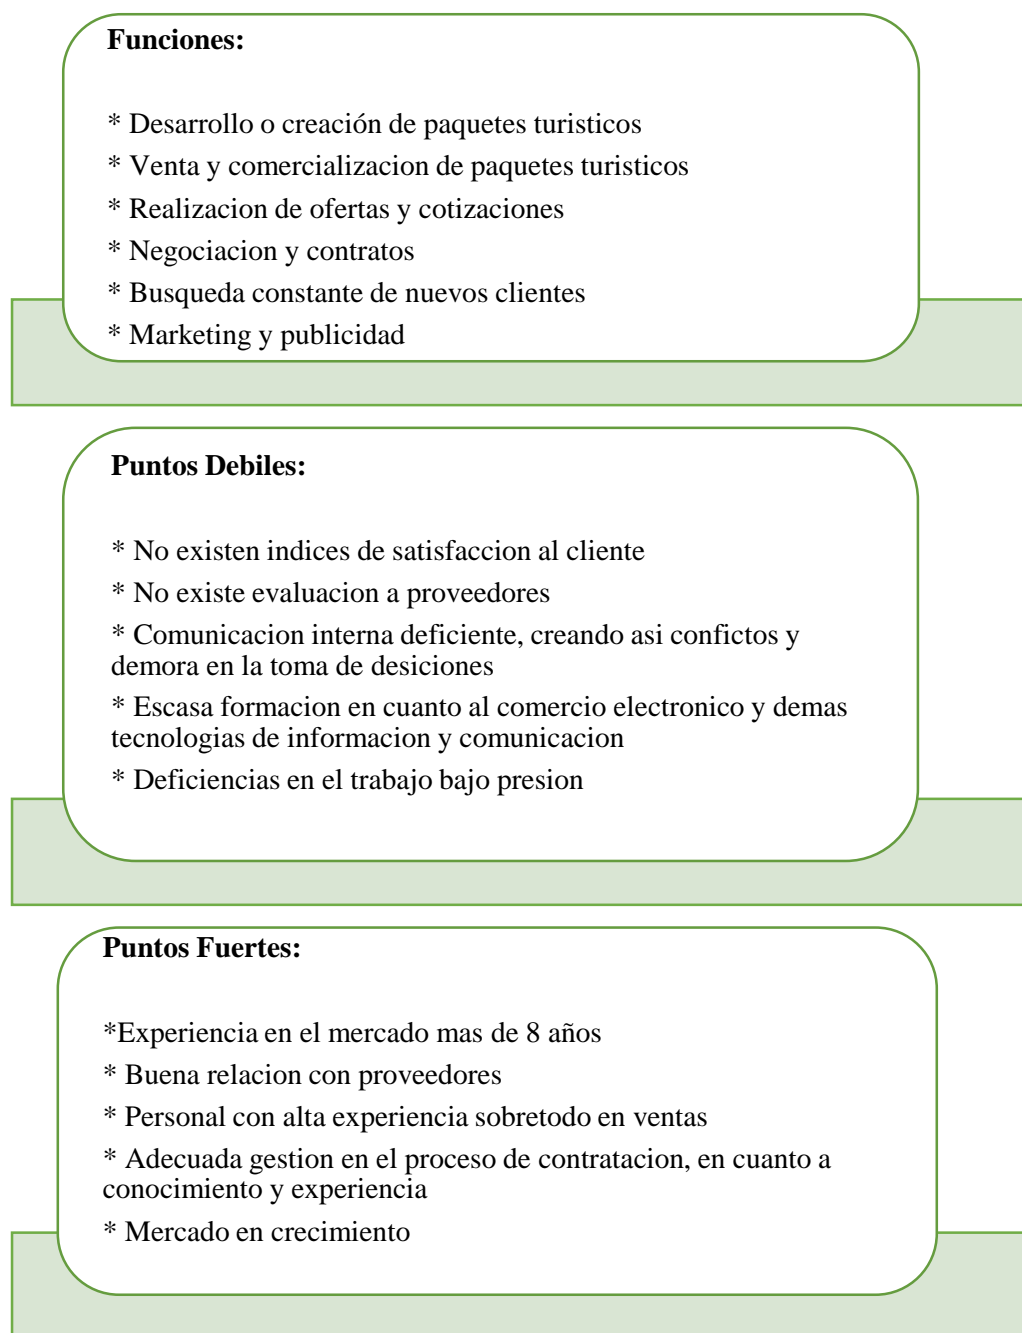 Funciones:
* Desarrollo o creación de paquetes turisticos
* Venta y comercializacion de paquetes turisticos
* Realizacion de ofertas y cotizaciones
* Negociacion y contratos
* Busqueda constante de nuevos clientes
* Marketing y publicidad
Puntos Debiles:
* No existen indices de satisfaccion al cliente
* No existe evaluacion a proveedores
* Comunicacion interna deficiente, creando asi confictos y
demora en la toma de desiciones
* Escasa formacion en cuanto al comercio electronico y demas
tecnologias de informacion y comunicacion
* Deficiencias en el trabajo bajo presion
Puntos Fuertes:
*Experiencia en el mercado mas de 8 años
* Buena relacion con proveedores
* Personal con alta experiencia sobretodo en ventas
* Adecuada gestion en el proceso de contratacion, en cuanto a
conocimiento y experiencia
* Mercado en crecimiento